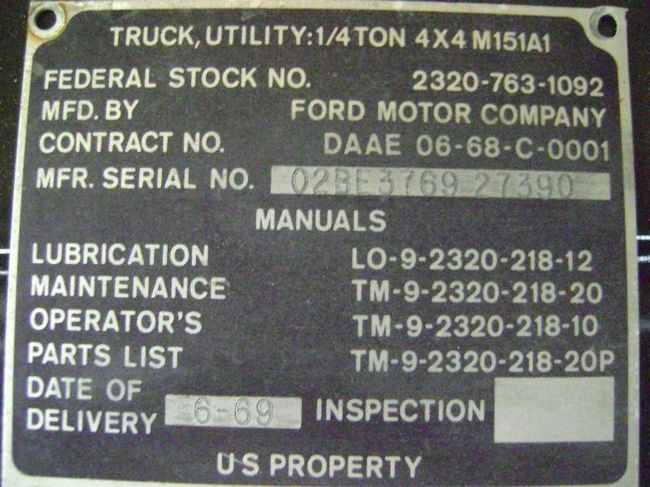 TRUCK, UTILITY: 1/4 TON 4X4 M151A1
FEDERAL STOCK NO. 2320-763-1092
MFD. BY FORD MOTOR COMPANY
CONTRACT NO. DAAE 06-68-C-0001
MFR. SERIAL NO. 02BE3769 27390
MANUALS
LUBRICATION LO-9-2320-218-12
MAINTENANCE TM-9-2320-218-20
OPERATOR'S TM-9-2320-218-10
PARTS LIST TM-9-2320-218-20P
DATE OF
DELIVERY 6-69 INSPECTION
U S PROPERTY